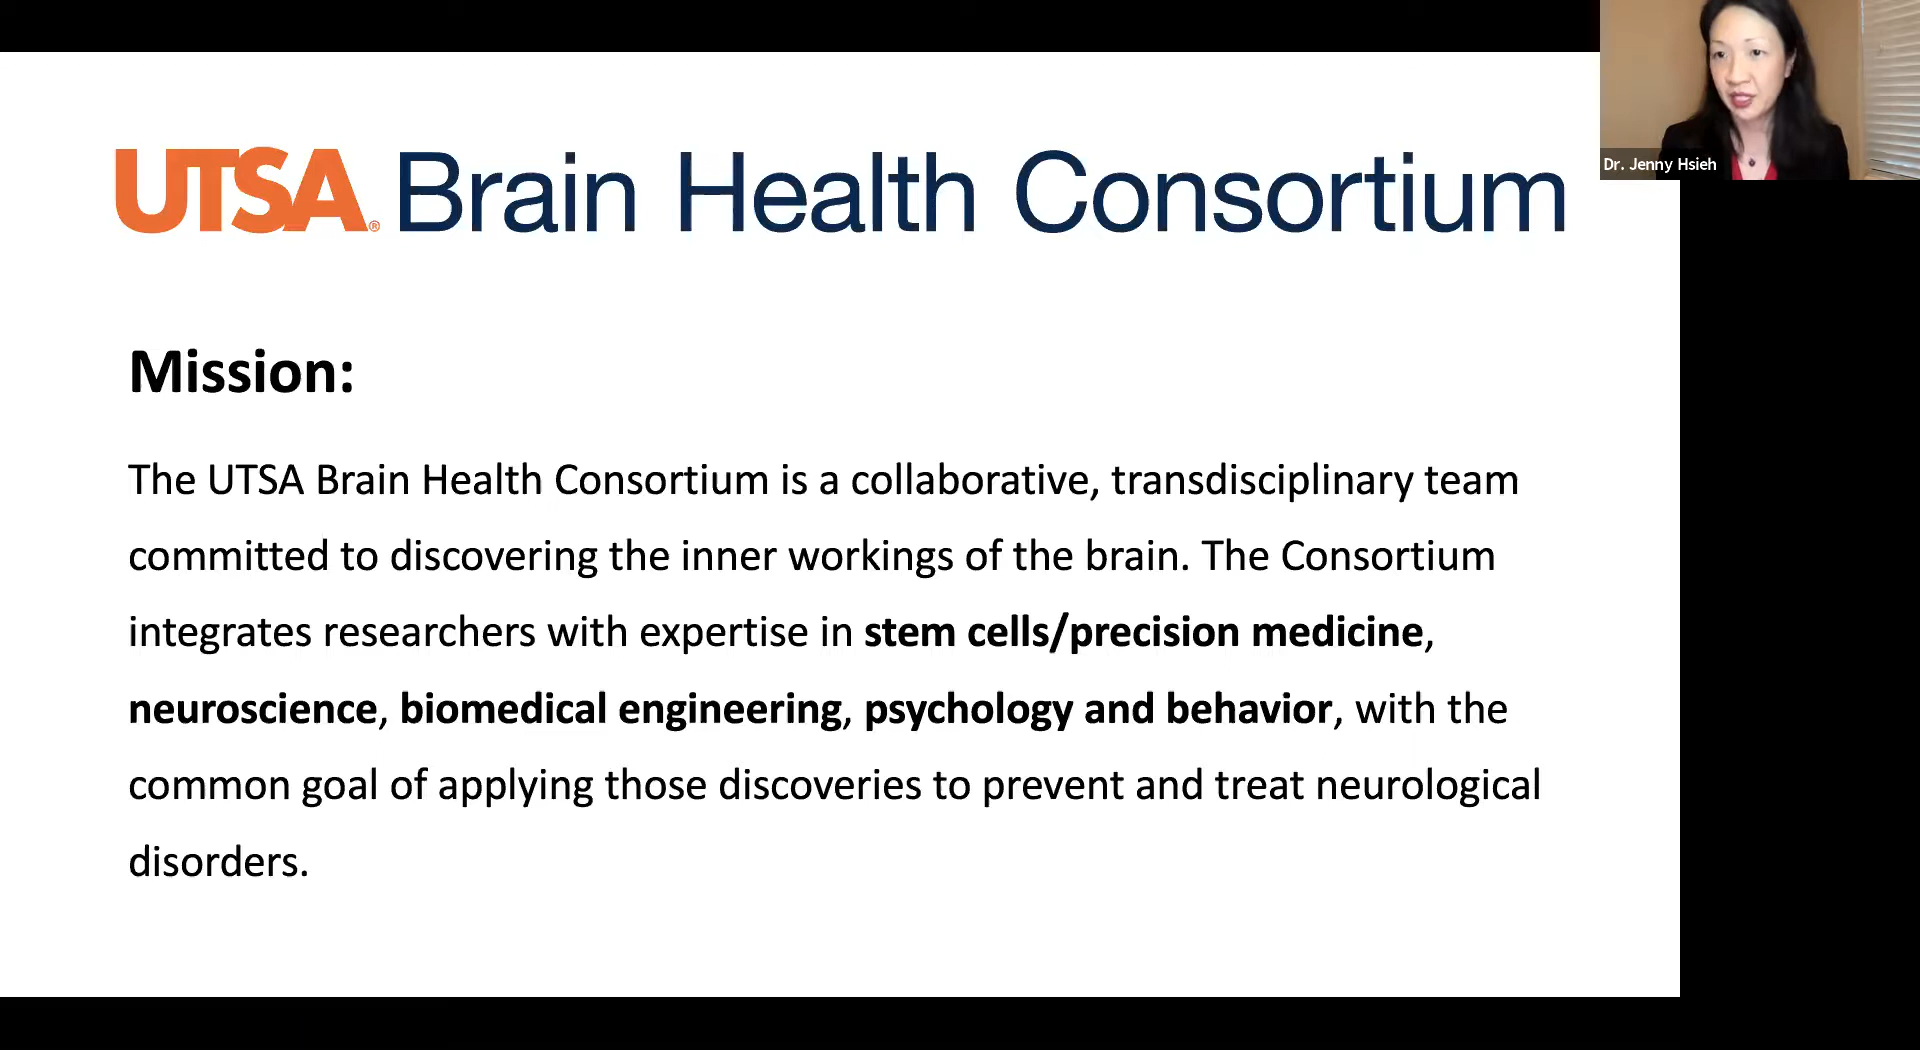 UTSA® Brain Health Consortium
Dr. Jenny Hsieh
Mission:
The UTSA Brain Health Consortium is a collaborative, transdisciplinary team
committed to discovering the inner workings of the brain. The Consortium
integrates researchers with expertise in stem cells/precision medicine,
neuroscience, biomedical engineering, psychology and behavior, with the
common goal of applying those discoveries to prevent and treat neurological
disorders.